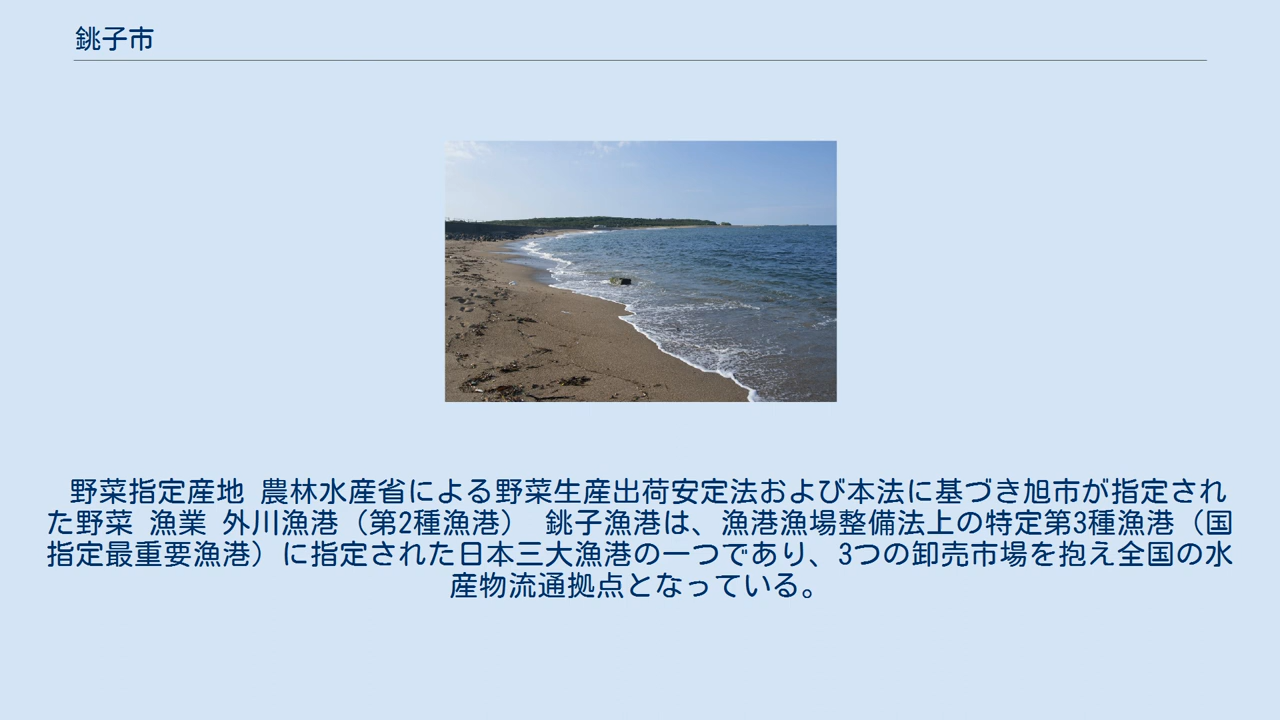 銚子市
野菜指定産地 農林水産省による野菜生産出荷安定法および本法に基づき旭市が指定され
た野菜 漁業 外川漁港（第2種漁港） 銚子漁港は、漁港漁場整備法上の特定第3種漁港（国
指定最重要漁港）に指定された日本三大漁港の一つであり、3つの卸売市場を抱え全国の水
産物流通拠点となっている。